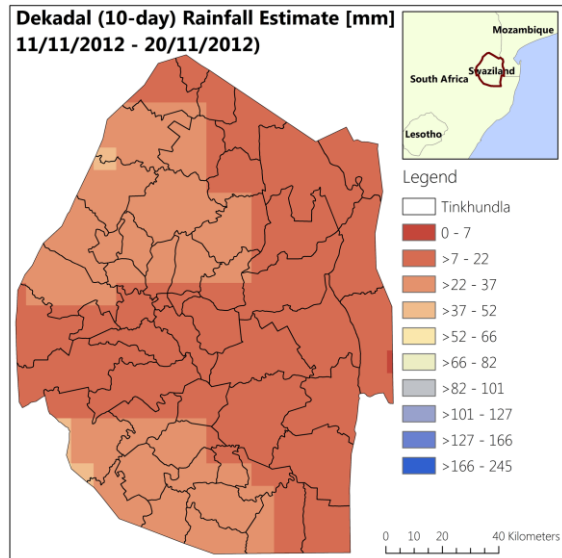 Dekadal (10-day) Rainfall Estimate [mm]
11/11/2012 - 20/11/2012)
Mozambique
Swaziland
South Africa
Lesotho
Legend
Tinkhundla
0 - 7
>7 - 22
>22 - 37
>37 - 52
>52 - 66
>66 - 82
>82 - 101
>101 - 127
>127 - 166
>166 - 245
0 10 20 40 Kilometers